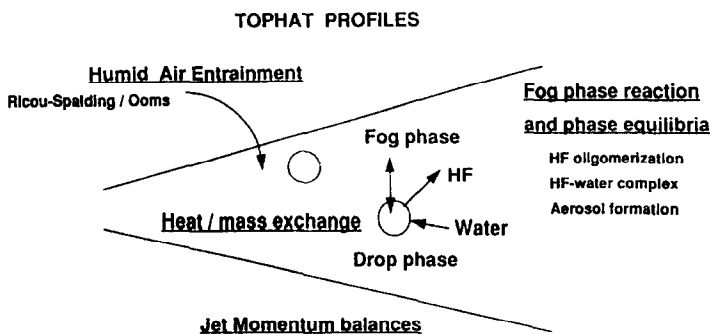 TOPHAT PROFILES
Humid Air Entrainment
Ricou-Spalding / Ooms
Fog phase reaction
and phase equilibria
HF oligomerization
HF-water complex
Aerosol formation
Fog phase
HF
Heat / mass exchange
Water
Drop phase
Jet Momentum balances